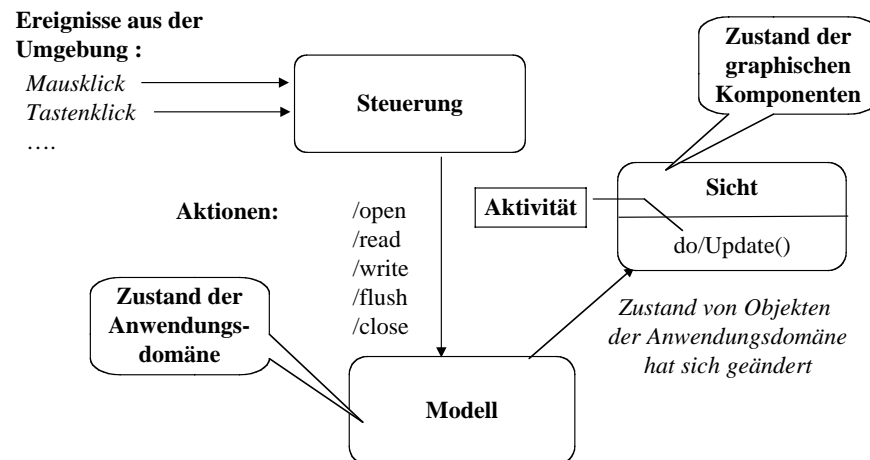 Ereignisse aus der
Umgebung :
Mausklick
Tastenklick
….
Steuerung
Zustand der
graphischen
Komponenten
Sicht
Aktivität
do/Update()
Aktionen:
/open
/read
/write
/flush
/close
Zustand der
Anwendungs-
domäne
Zustand von Objekten
der Anwendungsdomäne
hat sich geändert
Modell